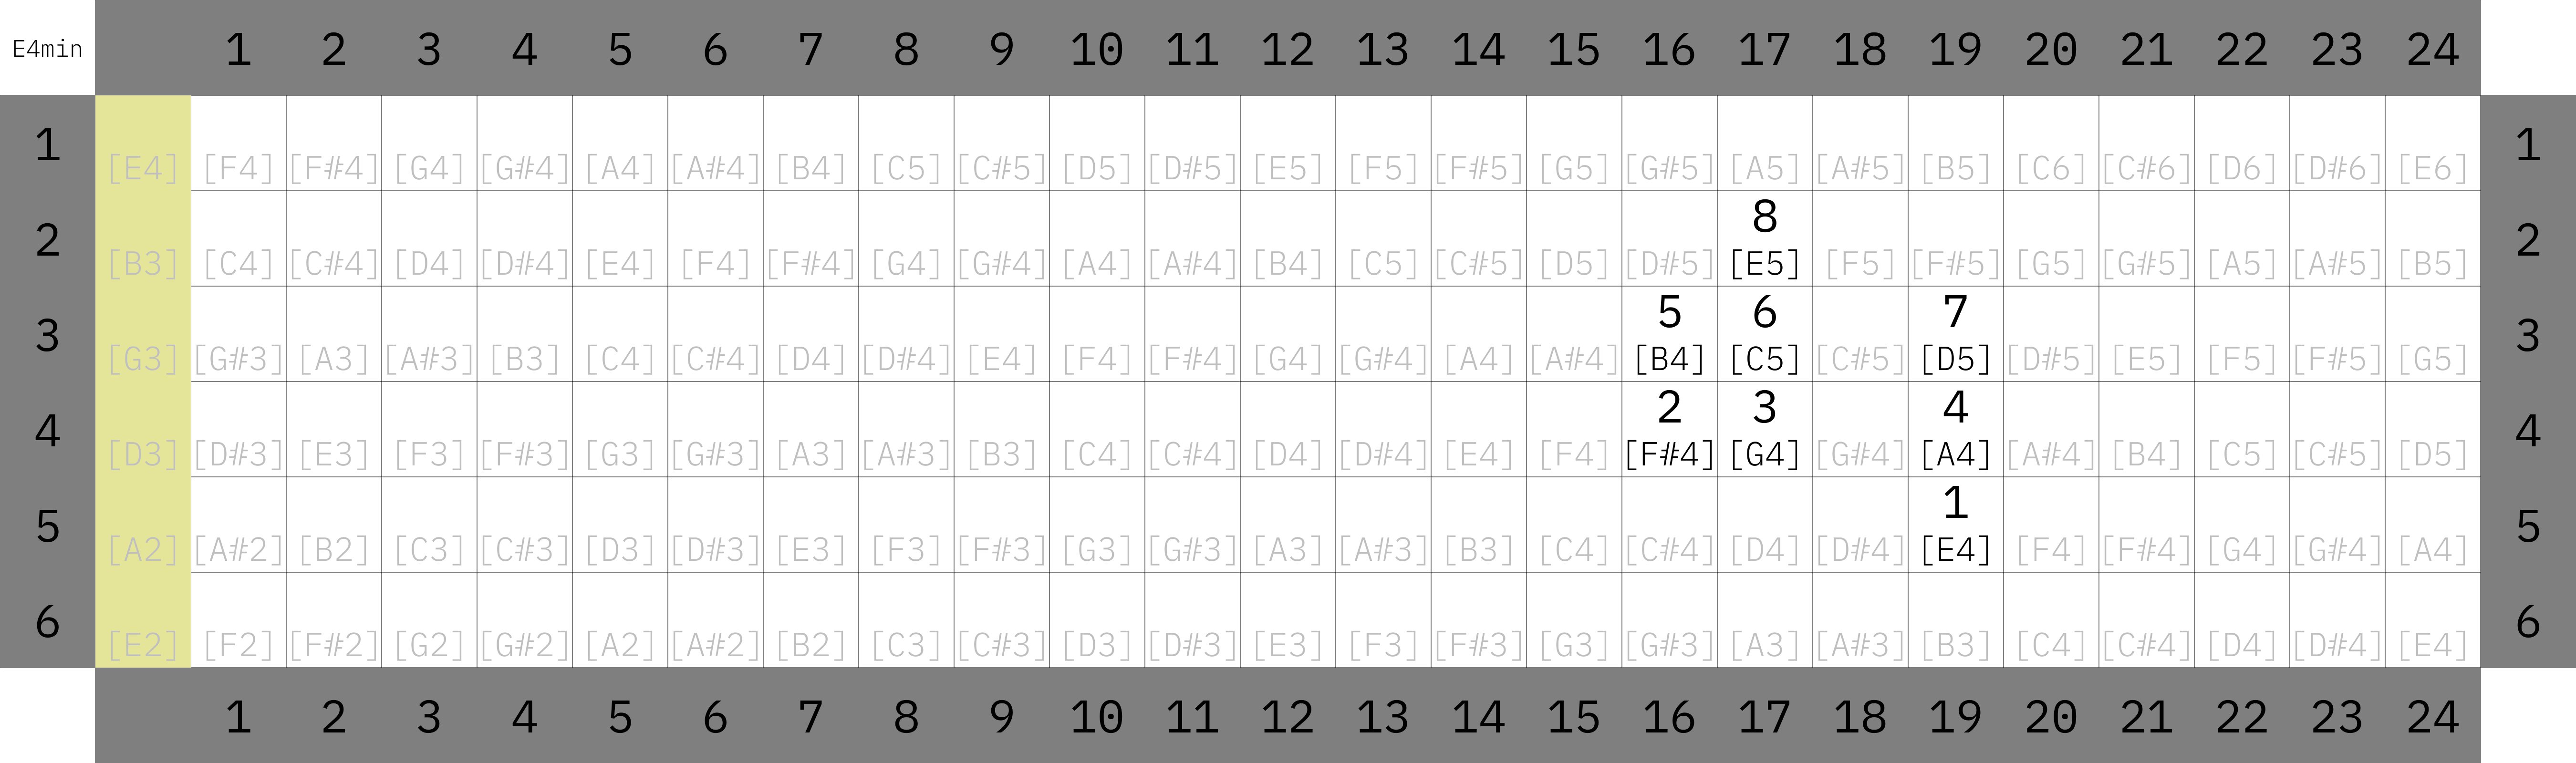 E4min 1 2 3 4 5 6 7 8 9 10 11 12 13 14 15 16 17 18 19 20 21 22 23 24
1 [E4] [F4] [F#4] [G4] [G#4] [A4] [A#4] [B4] [C5] [C#5] [D5] [D#5] [E5] [F5] [F#5] [G5] [G#5] [A5] [A#5] [B5] [C6] [C#6] [D6] [D#6] [E6] 1
8
2 [B3] [C4] [C#4] [D4] [D#4] [E4] [F4] [F#4] [G4] [G#4] [A4] [A#4] [B4] [C5] [C#5] [D5] [D#5] [E5] [F5] [F#5] [G5] [G#5] [A5] [A#5] [B5] 2
5 6 7
3 [G3] [G#3] [A3] [A#3] [B3] [C4] [C#4] [D4] [D#4] [E4] [F4] [F#4] [G4] [G#4] [A4] [A#4] [B4] [C5] [C#5] [D5] [D#5] [E5] [F5] [F#5] [G5] 3
2 3 4
4 [D3] [D#3] [E3] [F3] [F#3] [G3] [G#3] [A3] [A#3] [B3] [C4] [C#4] [D4] [D#4] [E4] [F4] [F#4] [G4] [G#4] [A4] [A#4] [B4] [C5] [C#5] [D5] 4
1
5 [A2] [A#2] [B2] [C3] [C#3] [D3] [D#3] [E3] [F3] [F#3] [G3] [G#3] [A3] [A#3] [B3] [C4] [C#4] [D4] [D#4] [E4] [F4] [F#4] [G4] [G#4] [A4] 5
6 [E2] [F2] [F#2] [G2] [G#2] [A2] [A#2] [B2] [C3] [C#3] [D3] [D#3] [E3] [F3] [F#3] [G3] [G#3] [A3] [A#3] [B3] [C4] [C#4] [D4] [D#4] [E4] 6
1 2 3 4 5 6 7 8 9 10 11 12 13 14 15 16 17 18 19 20 21 22 23 24